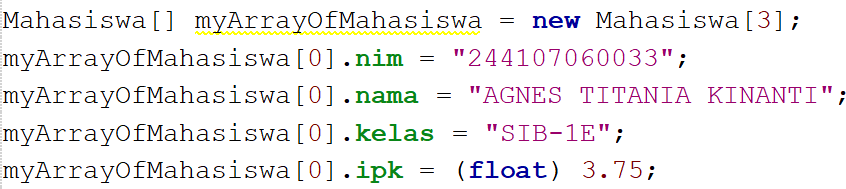 Mahasiswa[] myArrayOfMahasiswa = new Mahasiswa[3];
myArrayOfMahasiswa[0].nim = "244107060033";
myArrayOfMahasiswa[0].nama = "AGNES TITANIA KINANTI";
myArrayOfMahasiswa[0].kelas = "SIB-1E";
myArrayOfMahasiswa[0].ipk = (float) 3.75;